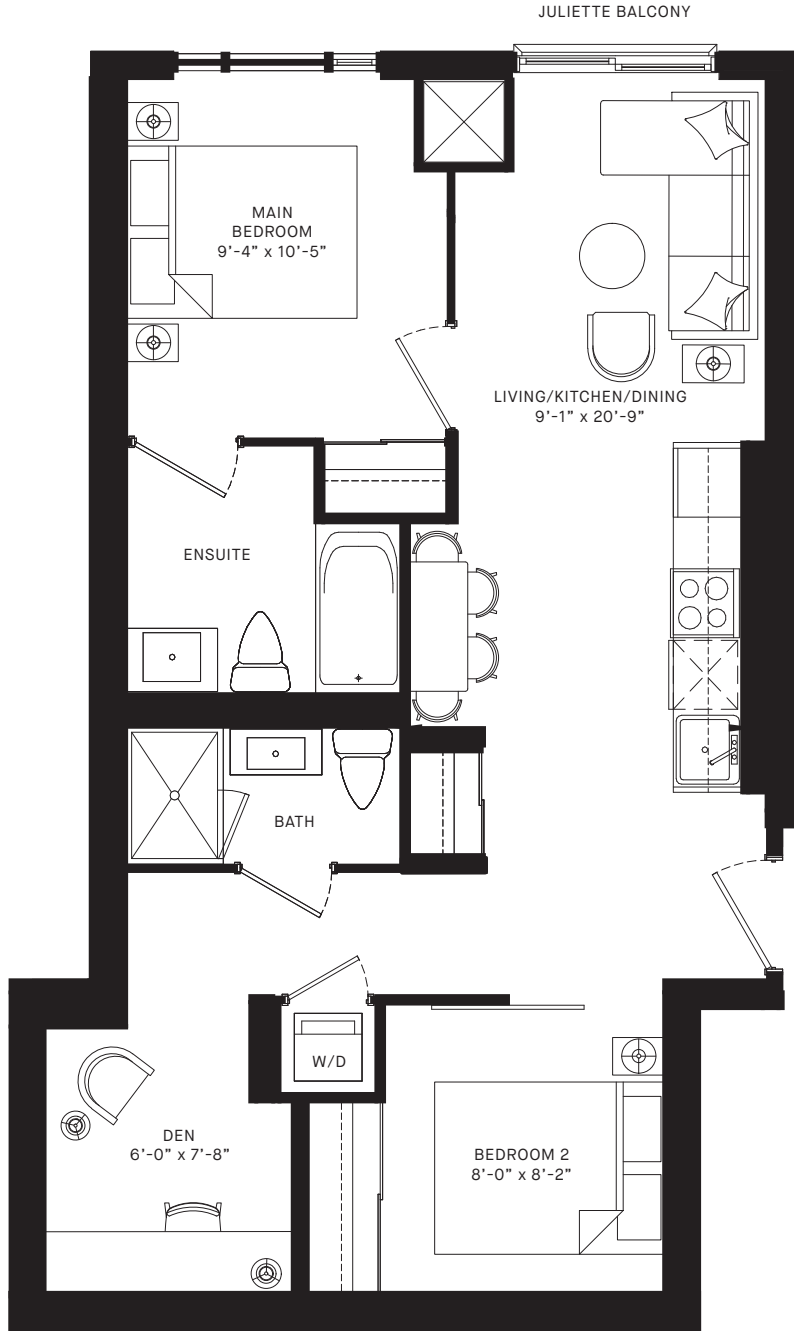 JULIETTE BALCONY
MAIN
BEDROOM
9’-4” x 10’-5”
LIVING/KITCHEN/DINING
9’-1” x 20’-9”
ENSUITE
BATH
W/D
DEN
6’-0” x 7’-8”
BEDROOM 2
8’-0” x 8’-2”